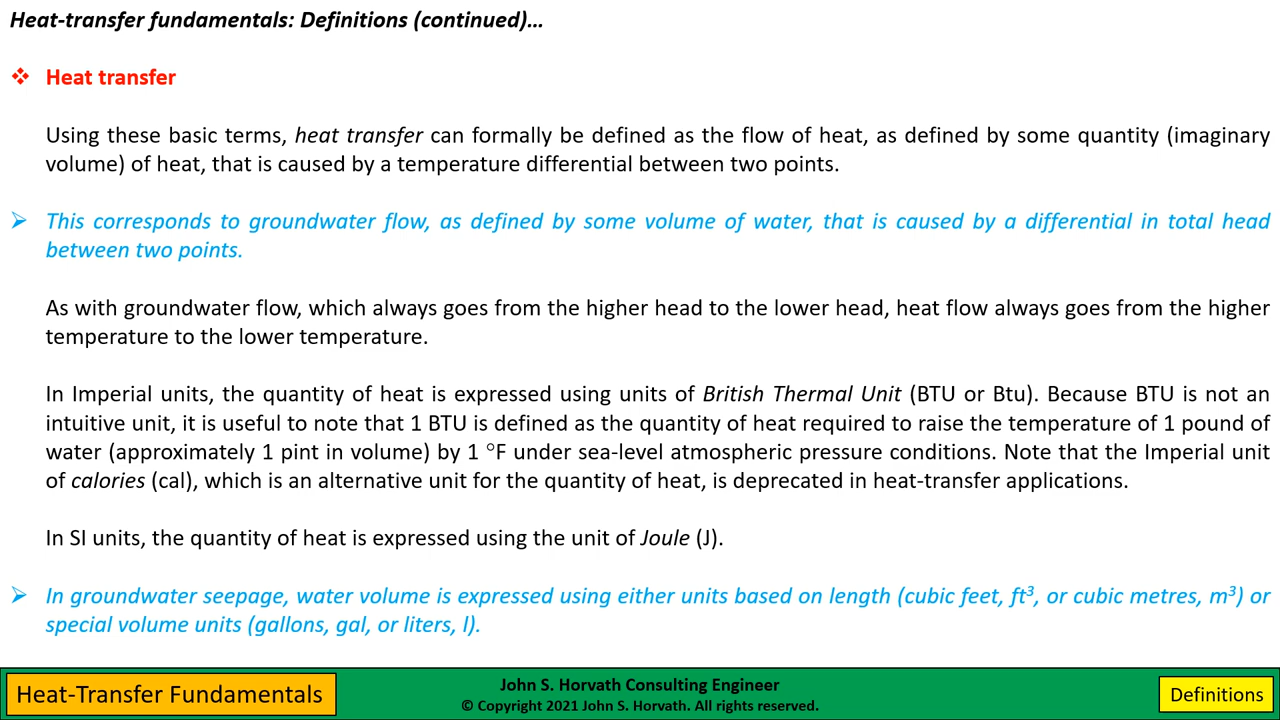 Heat-transfer fundamentals: Definitions (continued)…
❖ Heat transfer
Using these basic terms, heat transfer can formally be defined as the flow of heat, as defined by some quantity (imaginary
volume) of heat, that is caused by a temperature differential between two points.
➢ This corresponds to groundwater flow, as defined by some volume of water, that is caused by a differential in total head
between two points.
As with groundwater flow, which always goes from the higher head to the lower head, heat flow always goes from the higher
temperature to the lower temperature.
In Imperial units, the quantity of heat is expressed using units of British Thermal Unit (BTU or Btu). Because BTU is not an
intuitive unit, it is useful to note that 1 BTU is defined as the quantity of heat required to raise the temperature of 1 pound of
water (approximately 1 pint in volume) by 1 °F under sea-level atmospheric pressure conditions. Note that the Imperial unit
of calories (cal), which is an alternative unit for the quantity of heat, is deprecated in heat-transfer applications.
In SI units, the quantity of heat is expressed using the unit of Joule (J).
➢ In groundwater seepage, water volume is expressed using either units based on length (cubic feet, ft³, or cubic metres, m³) or
special volume units (gallons, gal, or liters, l).
Heat-Transfer Fundamentals
John S. Horvath Consulting Engineer
© Copyright 2021 John S. Horvath. All rights reserved.
Definitions